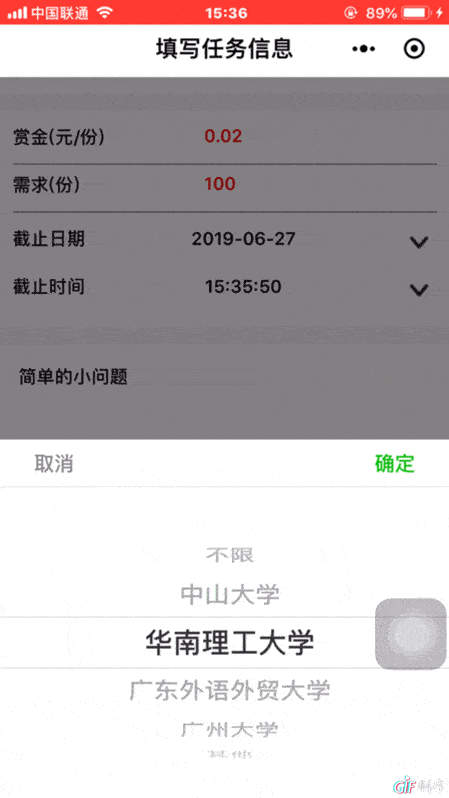 中国联通 15:36 89%
填写任务信息
赏金(元/份) 0.02
需求(份) 100
截止日期 2019-06-27
截止时间 15:35:50
简单的小问题
取消 确定
不限
中山大学
华南理工大学
广东外语外贸大学
广州大学
GIF